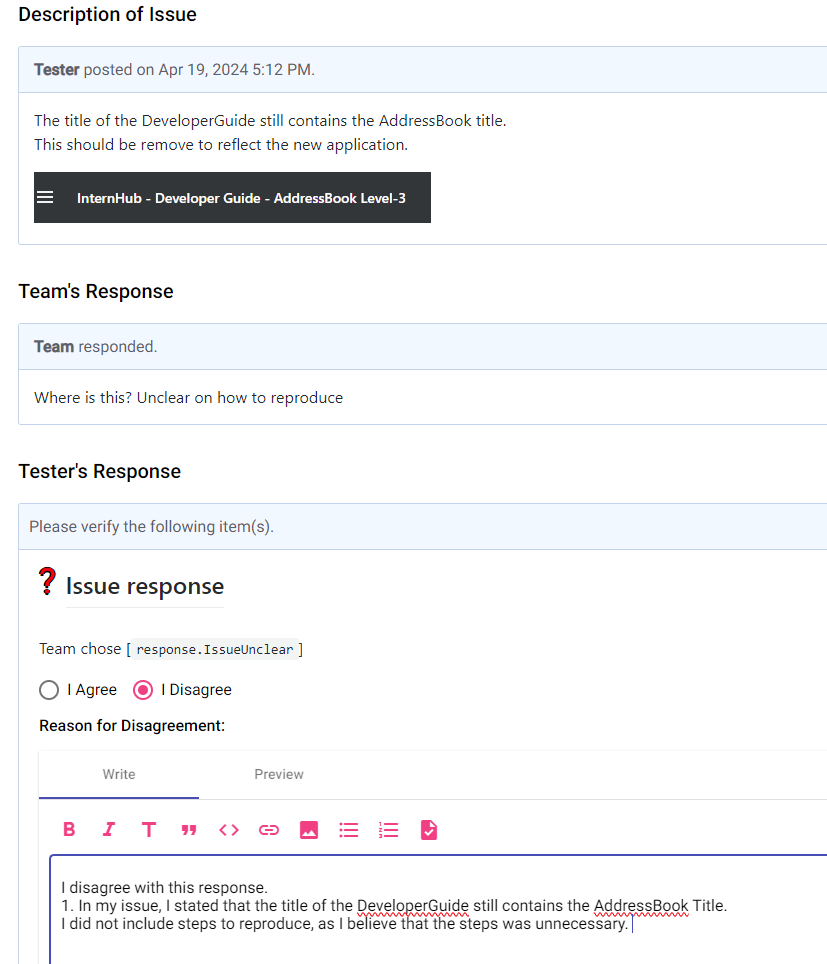 Description of Issue
Tester posted on Apr 19, 2024 5:12 PM.
The title of the DeveloperGuide still contains the AddressBook title.
This should be remove to reflect the new application.
InternHub - Developer Guide - AddressBook Level-3
Team's Response
Team responded.
Where is this? Unclear on how to reproduce
Tester's Response
Please verify the following item(s).
❓ Issue response
Team chose [ response.IssueUnclear ]
I Agree I Disagree
Reason for Disagreement:
Write Preview
I disagree with this response.
1. In my issue, I stated that the title of the DeveloperGuide still contains the AddressBook Title.
I did not include steps to reproduce, as I believe that the steps was unnecessary.